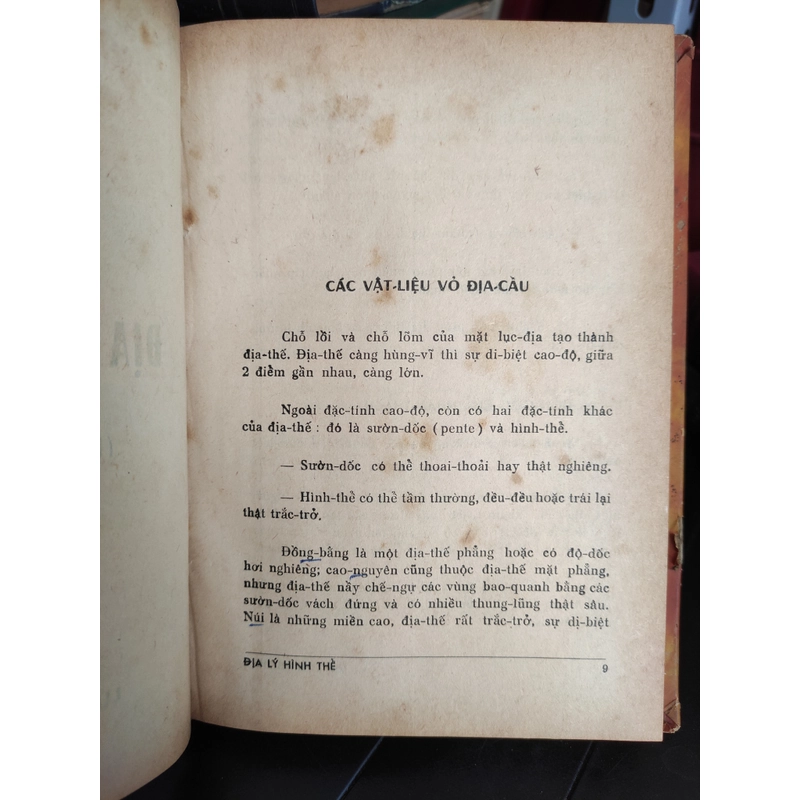 CÁC VẬT-LIỆU VỎ ĐỊA-CẦU
Chỗ lồi và chỗ lõm của mặt lục-địa tạo thành
địa-thế. Địa-thế càng hùng-vĩ thì sự di-biệt cao-độ, giữa
2 điểm gần nhau, càng lớn.
Ngoài đặc-tính cao-độ, còn có hai đặc-tính khác
của địa-thế : đó là sườn-dốc (pente) và hình-thể.
— Sườn-dốc có thể thoai-thoải hay thật nghiêng.
— Hình-thể có thể tầm thường, đều-đều hoặc trái lại
thật trắc-trở.
Đồng-bằng là một địa-thế phẳng hoặc có độ-dốc
hơi nghiêng; cao-nguyên cũng thuộc địa-thế mặt phẳng,
nhưng địa-thế nầy chế-ngự các vùng bao-quanh bằng các
sườn-dốc vách đứng và có nhiều thung-lũng thật sâu.
Núi là những miền cao, địa-thế rất trắc-trở, sự dị-biệt
ĐỊA LÝ HÌNH THỂ 9
ĐỊA